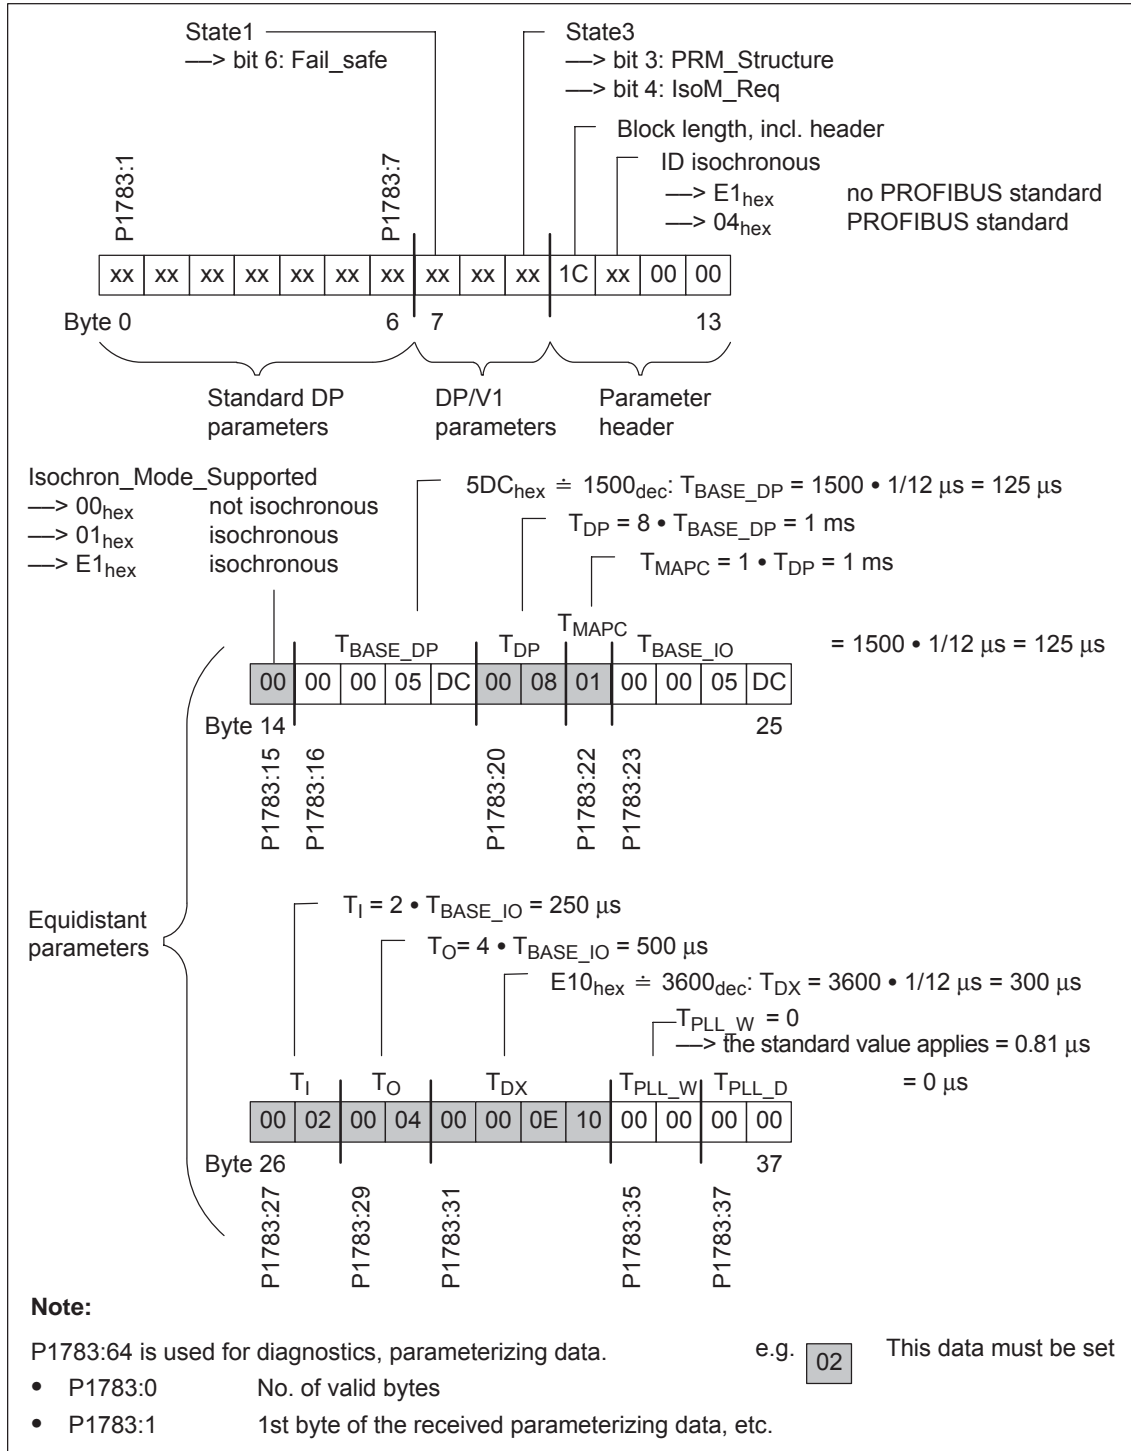 State1
—> bit 6: Fail_safe
State3
—> bit 3: PRM_Structure
—> bit 4: IsoM_Req
Block length, incl. header
ID isochronous
—> E1hex no PROFIBUS standard
—> 04hex PROFIBUS standard
P1783:1 P1783:7
xx xx xx xx xx xx xx xx xx xx 1C xx 00 00
Byte 0 6 7 13
Standard DP parameters
DP/V1 parameters
Parameter header
Isochron_Mode_Supported
—> 00hex not isochronous
—> 01hex isochronous
—> E1hex isochronous
5DChex ≐ 1500dec: TBASE_DP = 1500 • 1/12 μs = 125 μs
TDP = 8 • TBASE_DP = 1 ms
TMAPC = 1 • TDP = 1 ms
TBASE_DP TDP TMAPC TBASE_IO = 1500 • 1/12 μs = 125 μs
00 00 00 05 DC 00 08 01 00 00 05 DC
Byte 14 25
P1783:15 P1783:16 P1783:20 P1783:22 P1783:23
Equidistant parameters
TI = 2 • TBASE_IO = 250 μs
TO= 4 • TBASE_IO = 500 μs
E10hex ≐ 3600dec: TDX = 3600 • 1/12 μs = 300 μs
TPLL_W = 0
—> the standard value applies = 0.81 μs
TI TO TDX TPLL_W TPLL_D = 0 μs
00 02 00 04 00 00 0E 10 00 00 00 00
Byte 26 37
P1783:27 P1783:29 P1783:31 P1783:35 P1783:37
Note:
P1783:64 is used for diagnostics, parameterizing data.
e.g. 02 This data must be set
• P1783:0 No. of valid bytes
• P1783:1 1st byte of the received parameterizing data, etc.